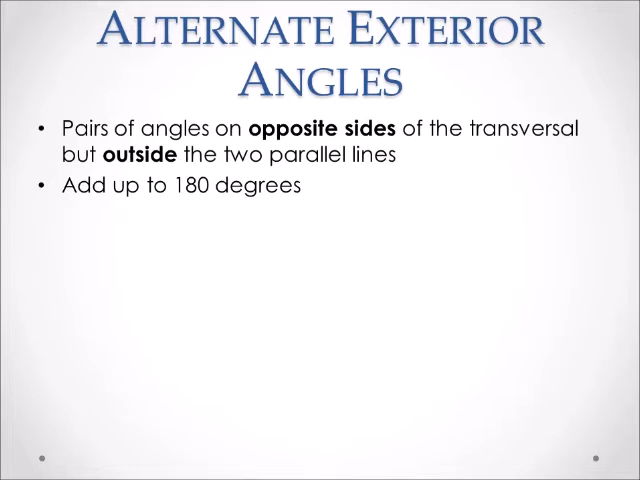 ALTERNATE EXTERIOR
ANGLES
• Pairs of angles on opposite sides of the transversal
but outside the two parallel lines
• Add up to 180 degrees